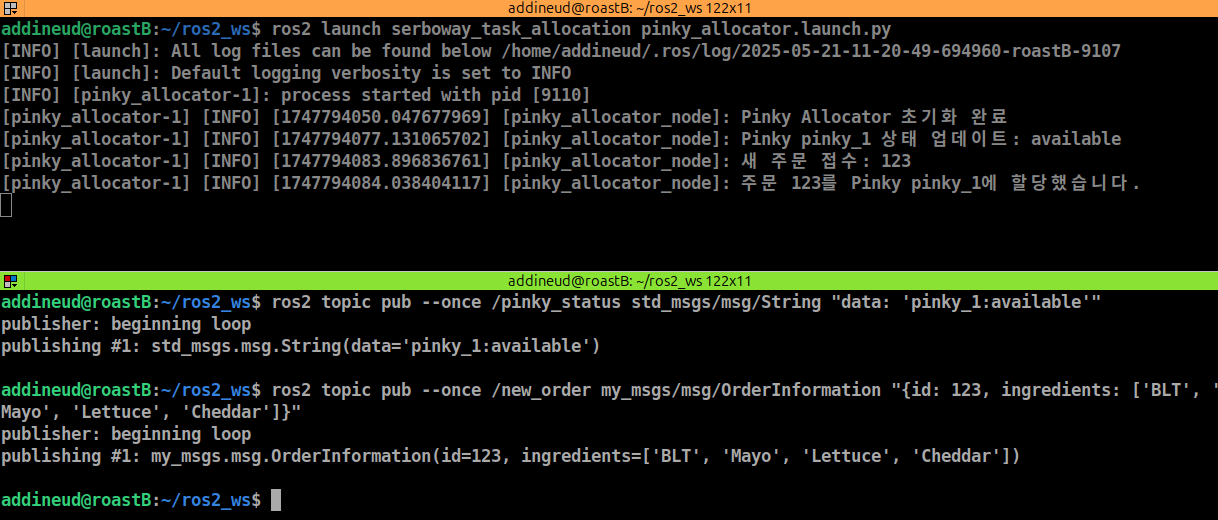 addineud@roastB: ~/ros2_ws 122x11
addineud@roastB:~/ros2_ws$ ros2 launch serboway_task_allocation pinky_allocator.launch.py
[INFO] [launch]: All log files can be found below /home/addineud/.ros/log/2025-05-21-11-20-49-694960-roastB-9107
[INFO] [launch]: Default logging verbosity is set to INFO
[INFO] [pinky_allocator-1]: process started with pid [9110]
[pinky_allocator-1] [INFO] [1747794050.047677969] [pinky_allocator_node]: Pinky Allocator 초기화 완료
[pinky_allocator-1] [INFO] [1747794077.131065702] [pinky_allocator_node]: Pinky pinky_1 상태 업데이트: available
[pinky_allocator-1] [INFO] [1747794083.896836761] [pinky_allocator_node]: 새 주문 접수: 123
[pinky_allocator-1] [INFO] [1747794084.038404117] [pinky_allocator_node]: 주문 123를 Pinky pinky_1에 할당했습니다.
addineud@roastB: ~/ros2_ws 122x11
addineud@roastB:~/ros2_ws$ ros2 topic pub --once /pinky_status std_msgs/msg/String "data: 'pinky_1:available'"
publisher: beginning loop
publishing #1: std_msgs.msg.String(data='pinky_1:available')
addineud@roastB:~/ros2_ws$ ros2 topic pub --once /new_order my_msgs/msg/OrderInformation "{id: 123, ingredients: ['BLT', '
Mayo', 'Lettuce', 'Cheddar']}"
publisher: beginning loop
publishing #1: my_msgs.msg.OrderInformation(id=123, ingredients=['BLT', 'Mayo', 'Lettuce', 'Cheddar'])
addineud@roastB:~/ros2_ws$